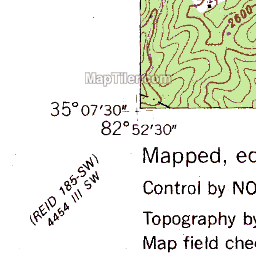 2600
MapTiler.com
35°07'30"
82°52'30"
(REID 185-SW)
4454 III SW
Mapped, ed
Control by NO
Topography by
Map field che